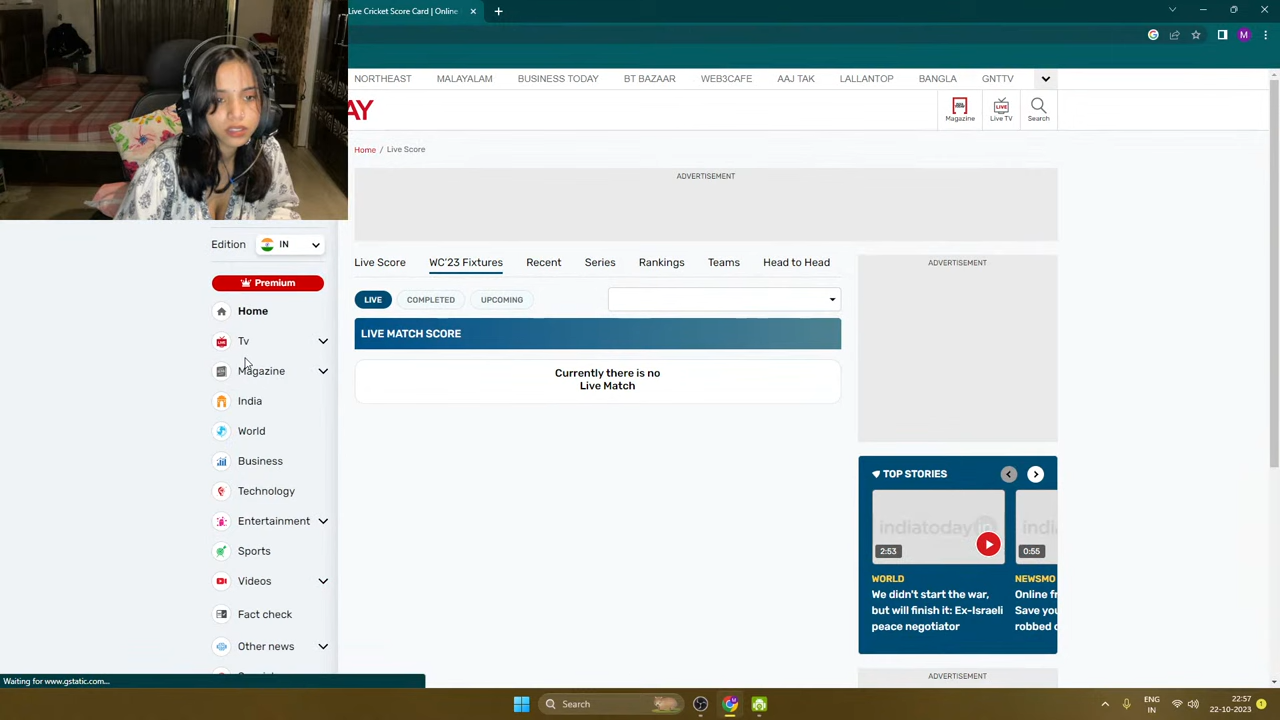 Live Cricket Score Card | Online
M
NORTHEAST MALAYALAM BUSINESS TODAY BT BAZAAR WEB3CAFE AAJ TAK LALLANTOP BANGLA GNTTV
AY
Magazine
LIVE
Live TV
Search
Home / Live Score
ADVERTISEMENT
Edition IN
Premium
Home
Tv
Magazine
India
World
Business
Technology
Entertainment
Sports
Videos
Fact check
Other news
Live Score WC'23 Fixtures Recent Series Rankings Teams Head to Head
LIVE COMPLETED UPCOMING
LIVE MATCH SCORE
Currently there is no
Live Match
ADVERTISEMENT
TOP STORIES
indiatoday.in
2:53
WORLD
We didn't start the war,
but will finish it: Ex-Israeli
peace negotiator
0:55
NEWSMO
Online fr
Save you
robbed o
ADVERTISEMENT
Waiting for www.gstatic.com...
Search
ENG
IN
22:57
22-10-2023